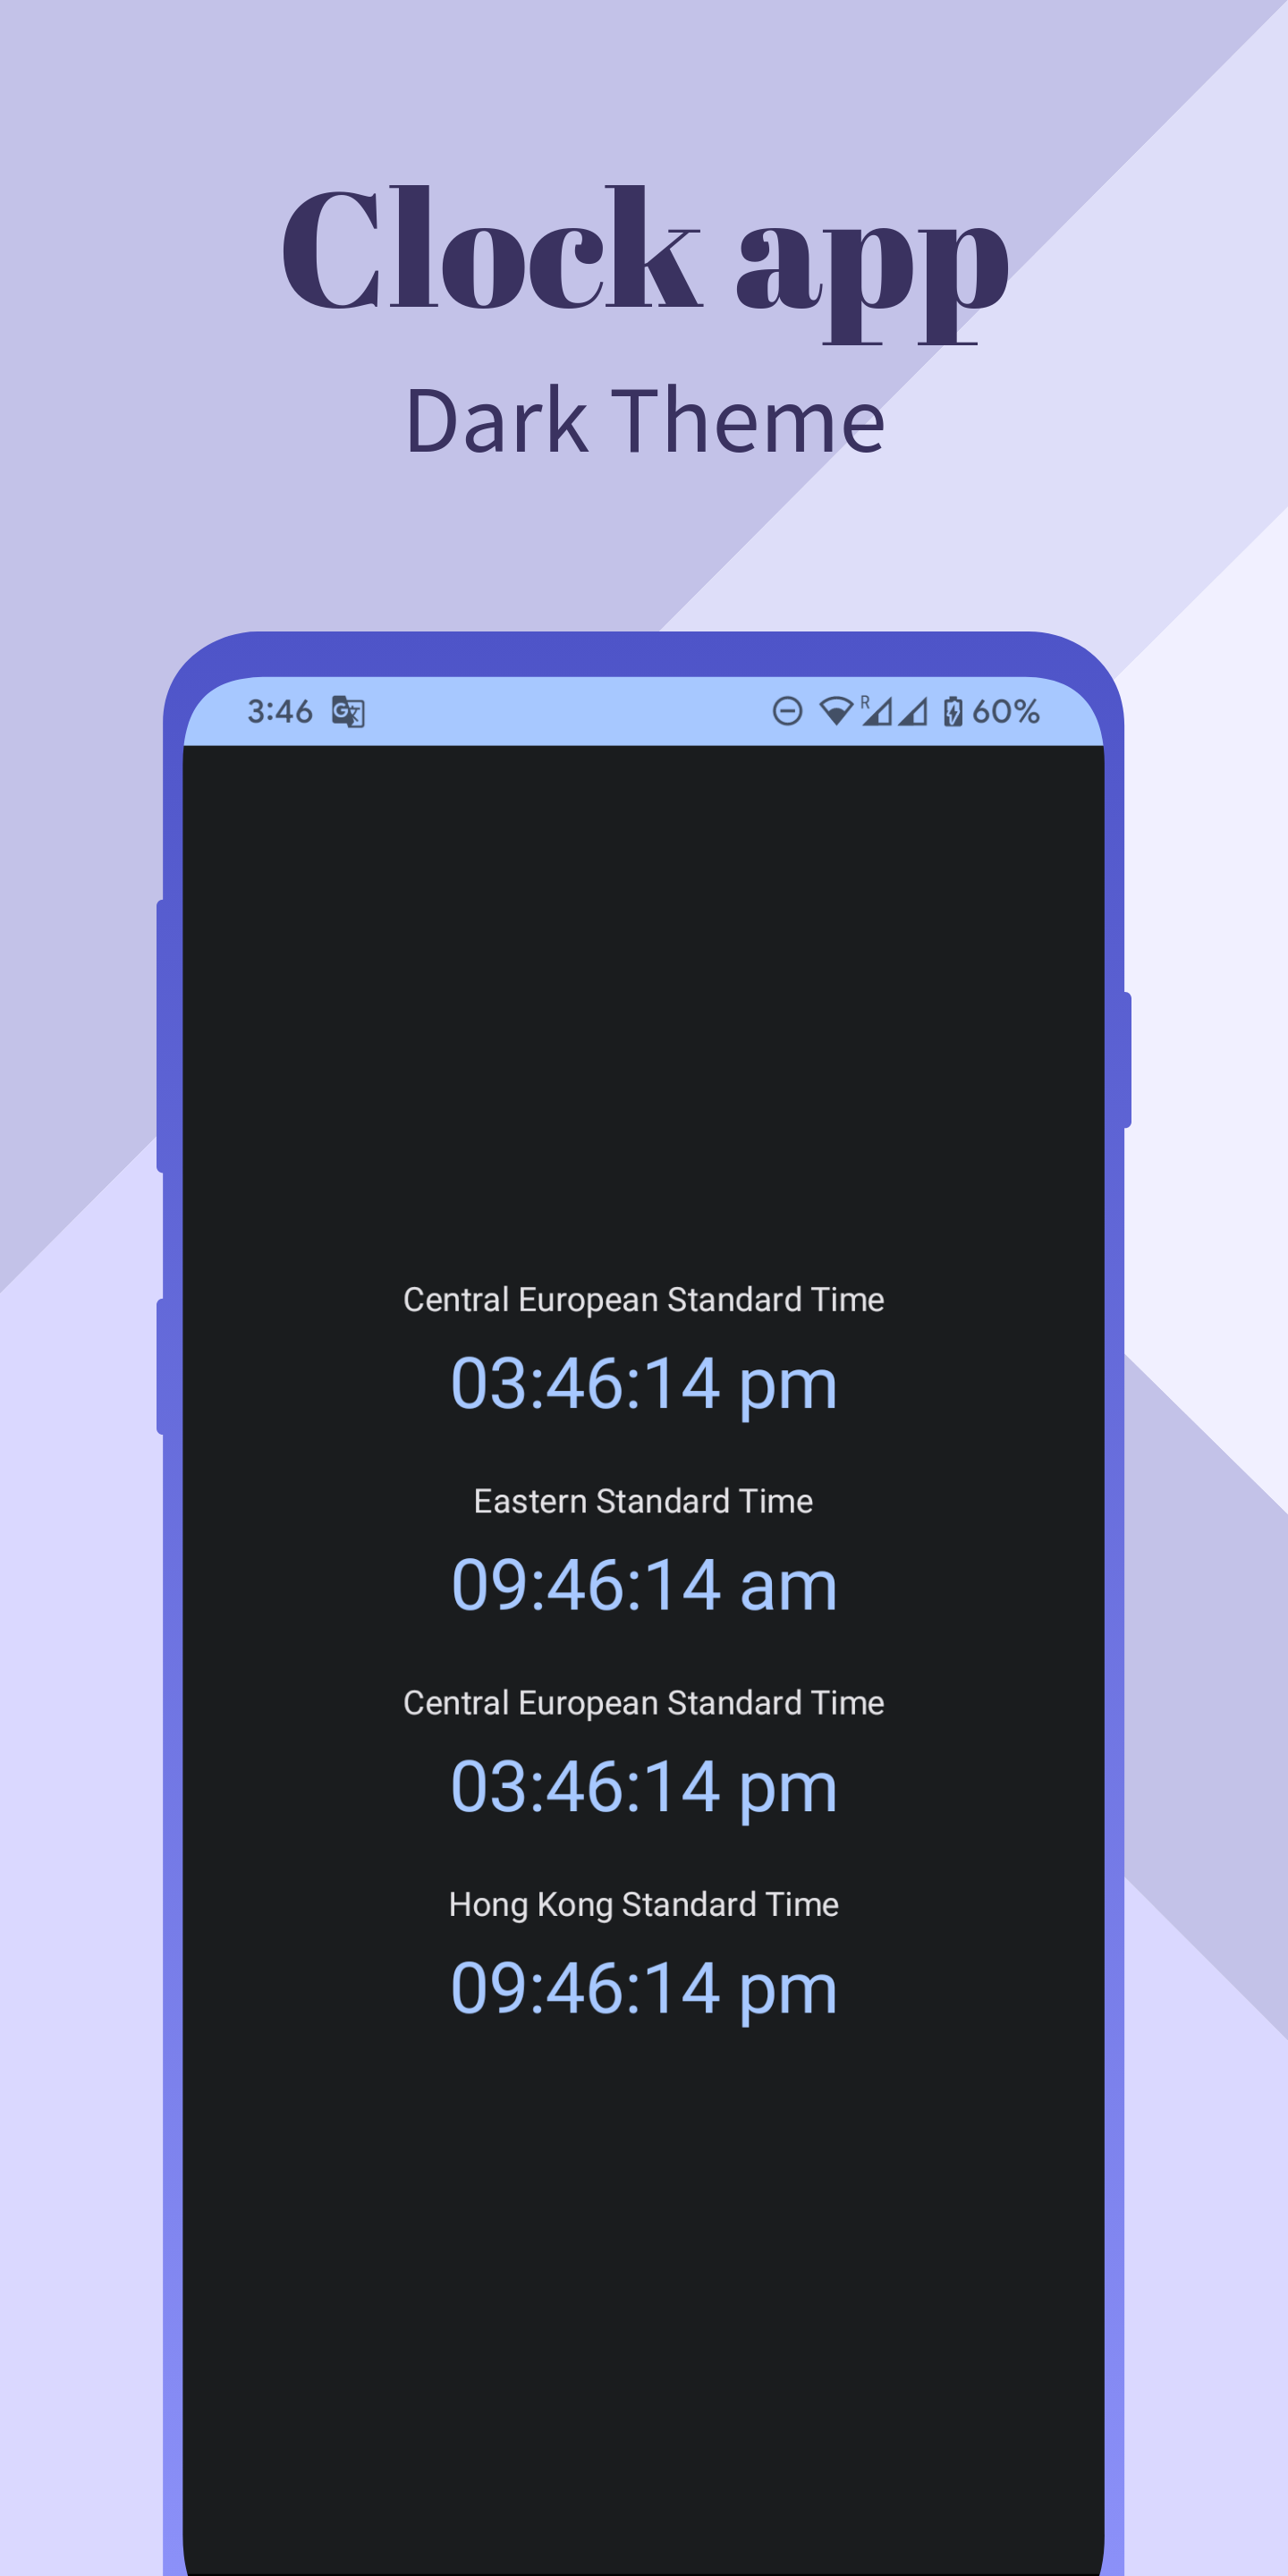 Clock app
Dark Theme
3:46 R 60%
Central European Standard Time
03:46:14 pm
Eastern Standard Time
09:46:14 am
Central European Standard Time
03:46:14 pm
Hong Kong Standard Time
09:46:14 pm